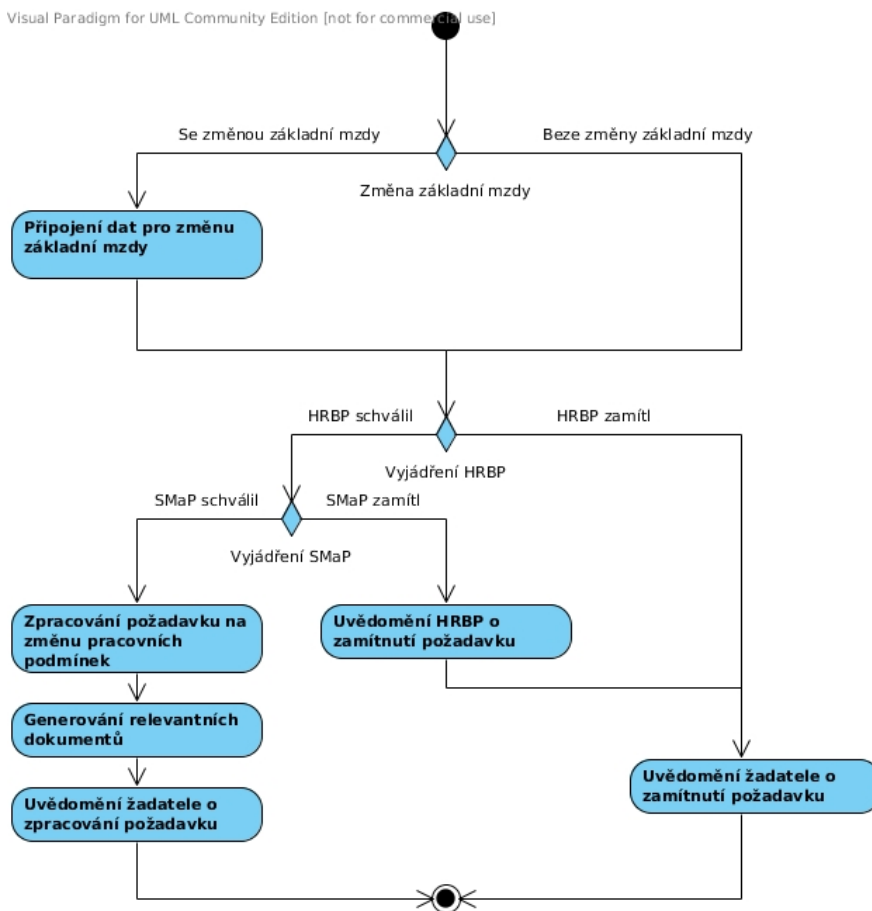 Visual Paradigm for UML Community Edition [not for commercial use]
Se změnou základní mzdy
Beze změny základní mzdy
Změna základní mzdy
Připojení dat pro změnu
základní mzdy
HRBP schválil
HRBP zamítl
Vyjádření HRBP
SMaP schválil
SMaP zamítl
Vyjádření SMaP
Zpracování požadavku na
změnu pracovních
podmínek
Uvědomění HRBP o
zamítnutí požadavku
Generování relevantních
dokumentů
Uvědomění žadatele o
zpracování požadavku
Uvědomění žadatele o
zamítnutí požadavku